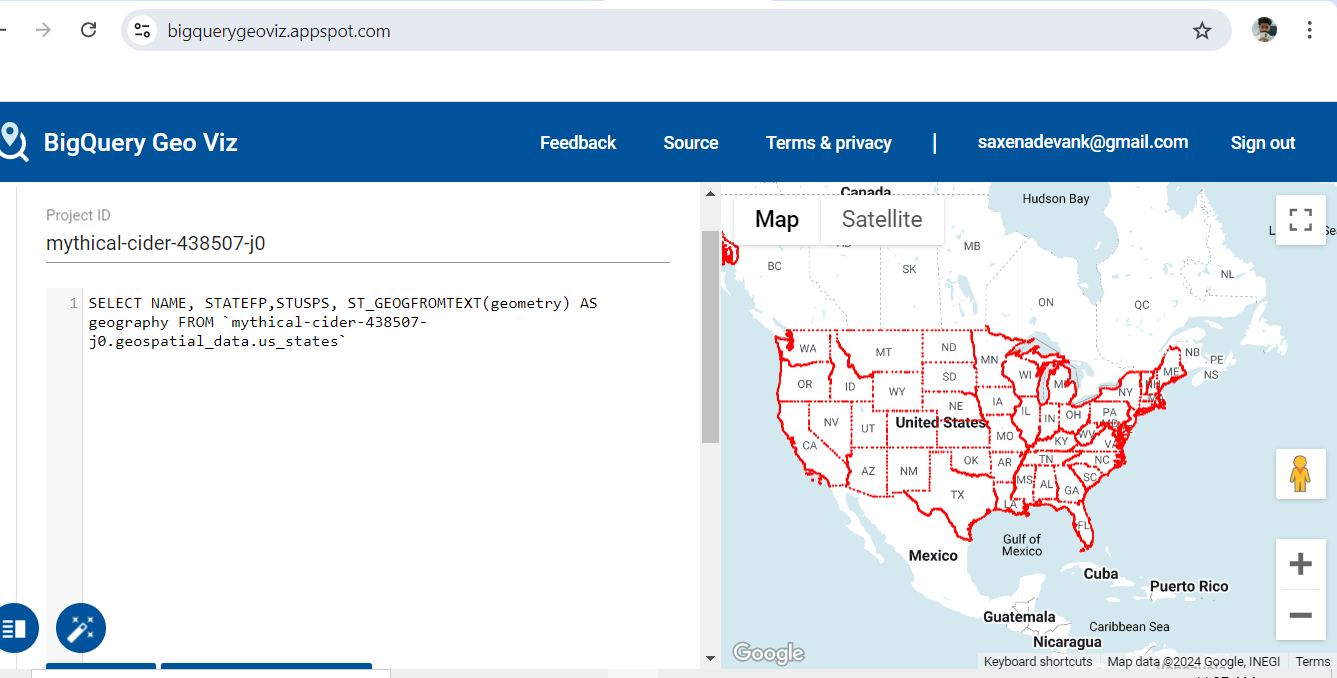 bigquerygeoviz.appspot.com
BigQuery Geo Viz
Feedback
Source
Terms & privacy
|
saxenadevank@gmail.com
Sign out
Project ID
mythical-cider-438507-j0
1
SELECT NAME, STATEFP,STUSPS, ST_GEOGFROMTEXT(geometry) AS
geography FROM `mythical-cider-438507-
j0.geospatial_data.us_states`
Canada
Hudson Bay
Map
Satellite
MB
BC
SK
NL
ON
QC
WA
MT
ND
MN
NB
PE
NS
ME
OR
ID
SD
WI
WY
NY
NH
NE
IA
IL
IN
OH
PA
NV
UT
United States
MO
KY
WV
VA
CA
AZ
NM
OK
AR
TN
NC
MS
AL
SC
GA
TX
LA
FL
Gulf of
Mexico
Mexico
Cuba
Puerto Rico
Guatemala
Caribbean Sea
Nicaragua
Google
Keyboard shortcuts
Map data ©2024 Google, INEGI
Terms